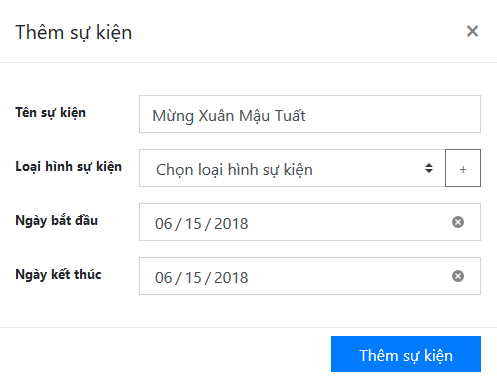 Thêm sự kiện ×
Tên sự kiện Mừng Xuân Mậu Tuất
Loại hình sự kiện Chọn loại hình sự kiện +
Ngày bắt đầu 06/15/2018
Ngày kết thúc 06/15/2018
Thêm sự kiện